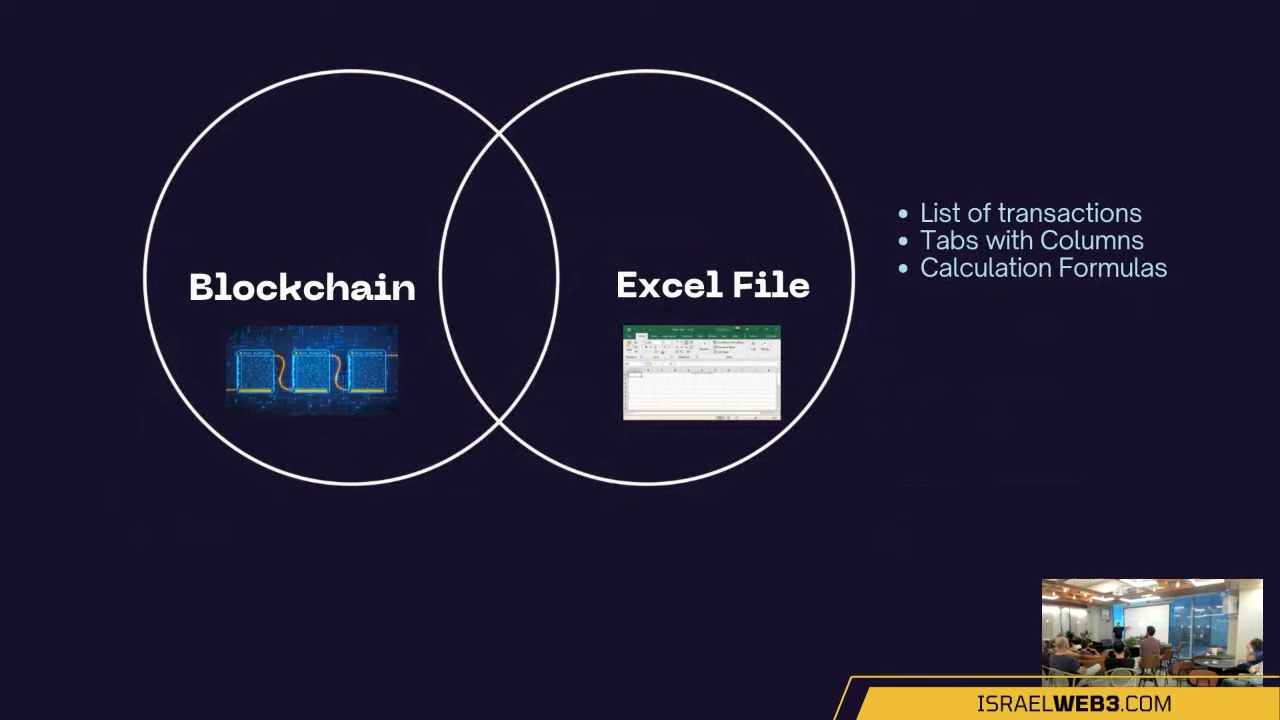 Blockchain
Excel File
List of transactions
Tabs with Columns
Calculation Formulas
ISRAELWEB3.COM